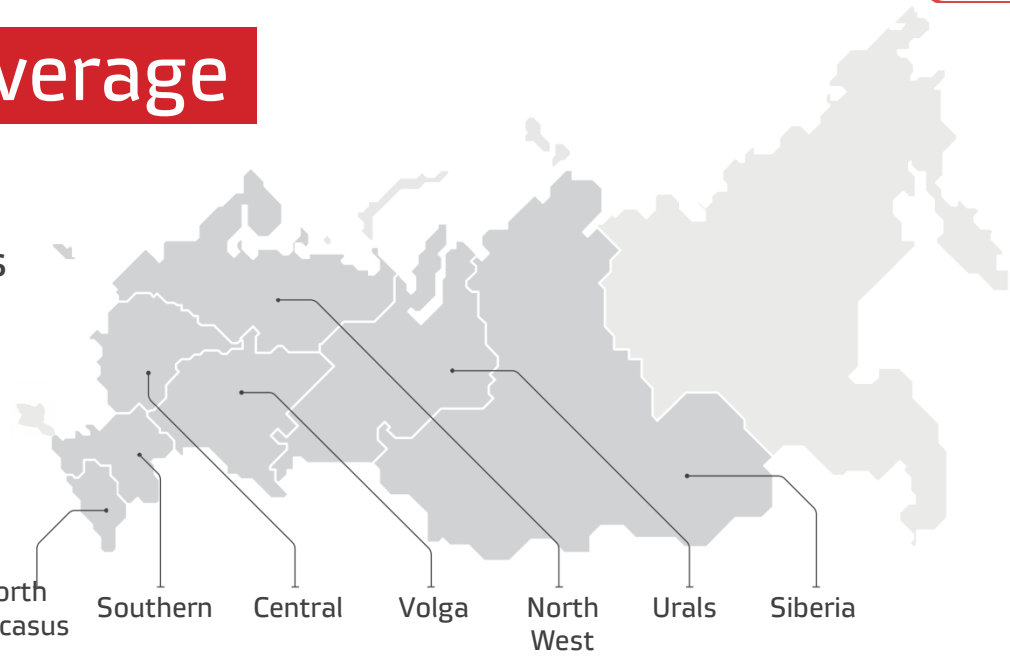 verage
s
orth
casus
Southern
Central
Volga
North
West
Urals
Siberia